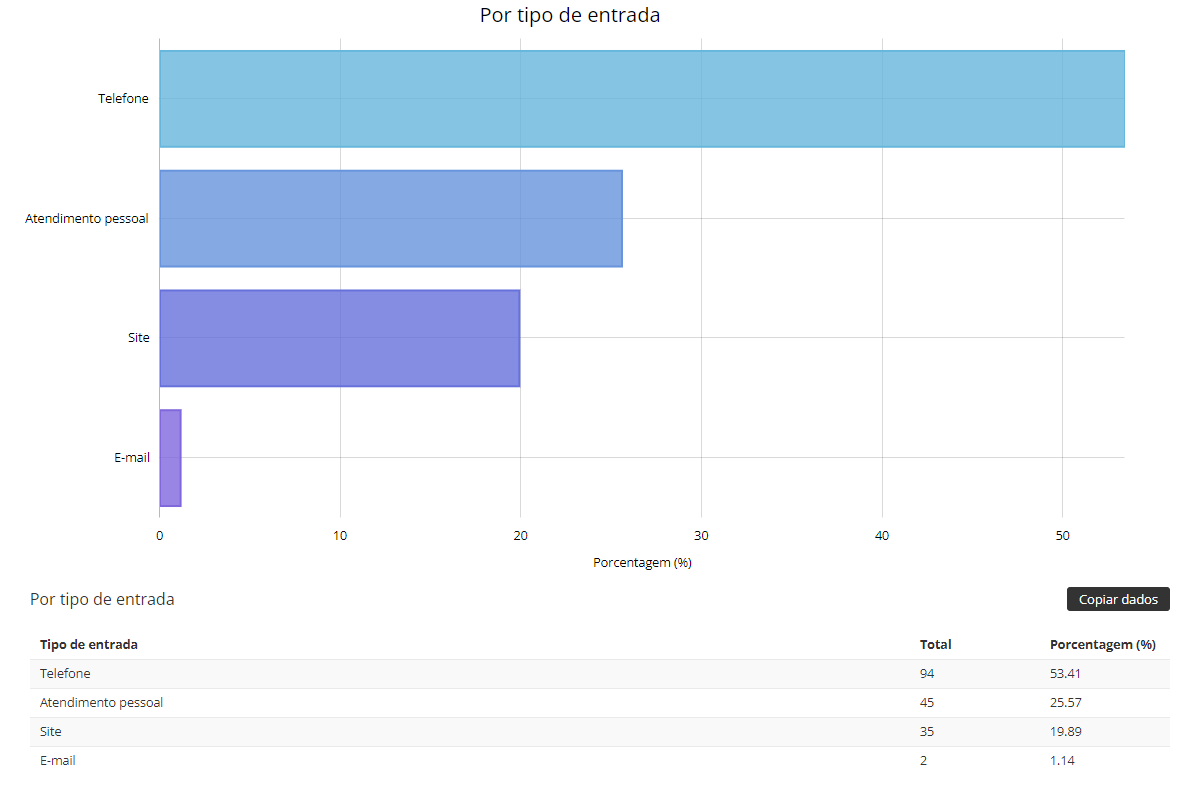 Por tipo de entrada
Telefone
Atendimento pessoal
Site
E-mail
0 10 20 30 40 50
Porcentagem (%)
Por tipo de entrada Copiar dados
Tipo de entrada Total Porcentagem (%)
Telefone 94 53.41
Atendimento pessoal 45 25.57
Site 35 19.89
E-mail 2 1.14